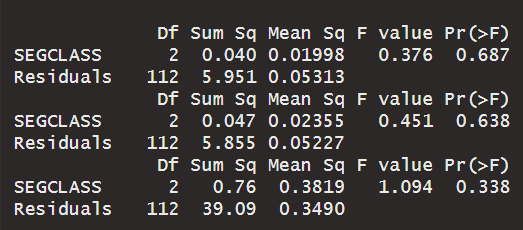 Df Sum Sq Mean Sq F value Pr(>F)
SEGCLASS 2 0.040 0.01998 0.376 0.687
Residuals 112 5.951 0.05313
Df Sum Sq Mean Sq F value Pr(>F)
SEGCLASS 2 0.047 0.02355 0.451 0.638
Residuals 112 5.855 0.05227
Df Sum Sq Mean Sq F value Pr(>F)
SEGCLASS 2 0.76 0.3819 1.094 0.338
Residuals 112 39.09 0.3490